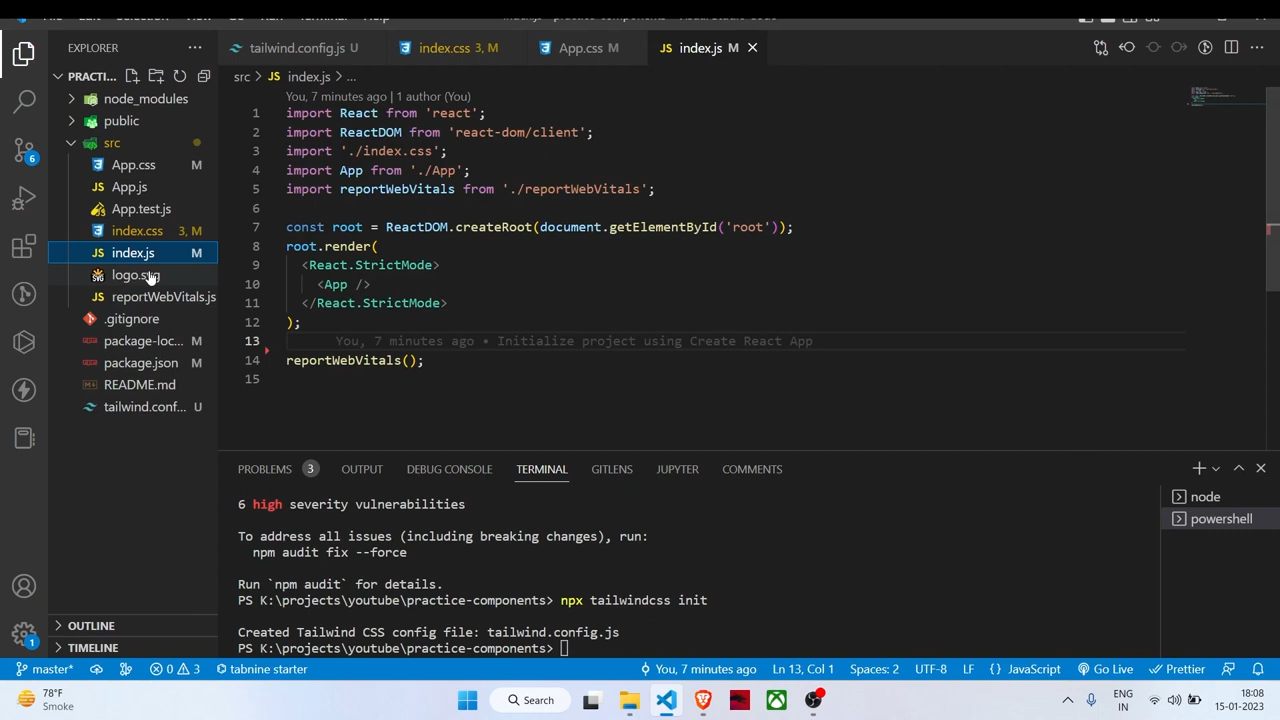 EXPLORER
PRACTI...
node_modules
public
src
App.css M
App.js
App.test.js
index.css 3, M
index.js M
logo.svg
reportWebVitals.js
.gitignore
package-loc... M
package.json M
README.md
tailwind.conf... U
OUTLINE
TIMELINE
tailwind.config.js U
index.css 3, M
App.css M
index.js M
src > JS index.js > ...
You, 7 minutes ago | 1 author (You)
1 import React from 'react';
2 import ReactDOM from 'react-dom/client';
3 import './index.css';
4 import App from './App';
5 import reportWebVitals from './reportWebVitals';
6
7 const root = ReactDOM.createRoot(document.getElementById('root'));
8 root.render(
9 <React.StrictMode>
10 <App />
11 </React.StrictMode>
12 );
13 You, 7 minutes ago • Initialize project using Create React App
14 reportWebVitals();
15
PROBLEMS 3 OUTPUT DEBUG CONSOLE TERMINAL GITLENS JUPYTER COMMENTS
6 high severity vulnerabilities
To address all issues (including breaking changes), run:
npm audit fix --force
Run `npm audit` for details.
PS K:\projects\youtube\practice-components> npx tailwindcss init
Created Tailwind CSS config file: tailwind.config.js
PS K:\projects\youtube\practice-components>
node
powershell
master* 0 3 tabnine starter You, 7 minutes ago Ln 13, Col 1 Spaces: 2 UTF-8 LF {} JavaScript Go Live Prettier
78°F
Smoke
Search
ENG
IN
18:08
15-01-2023